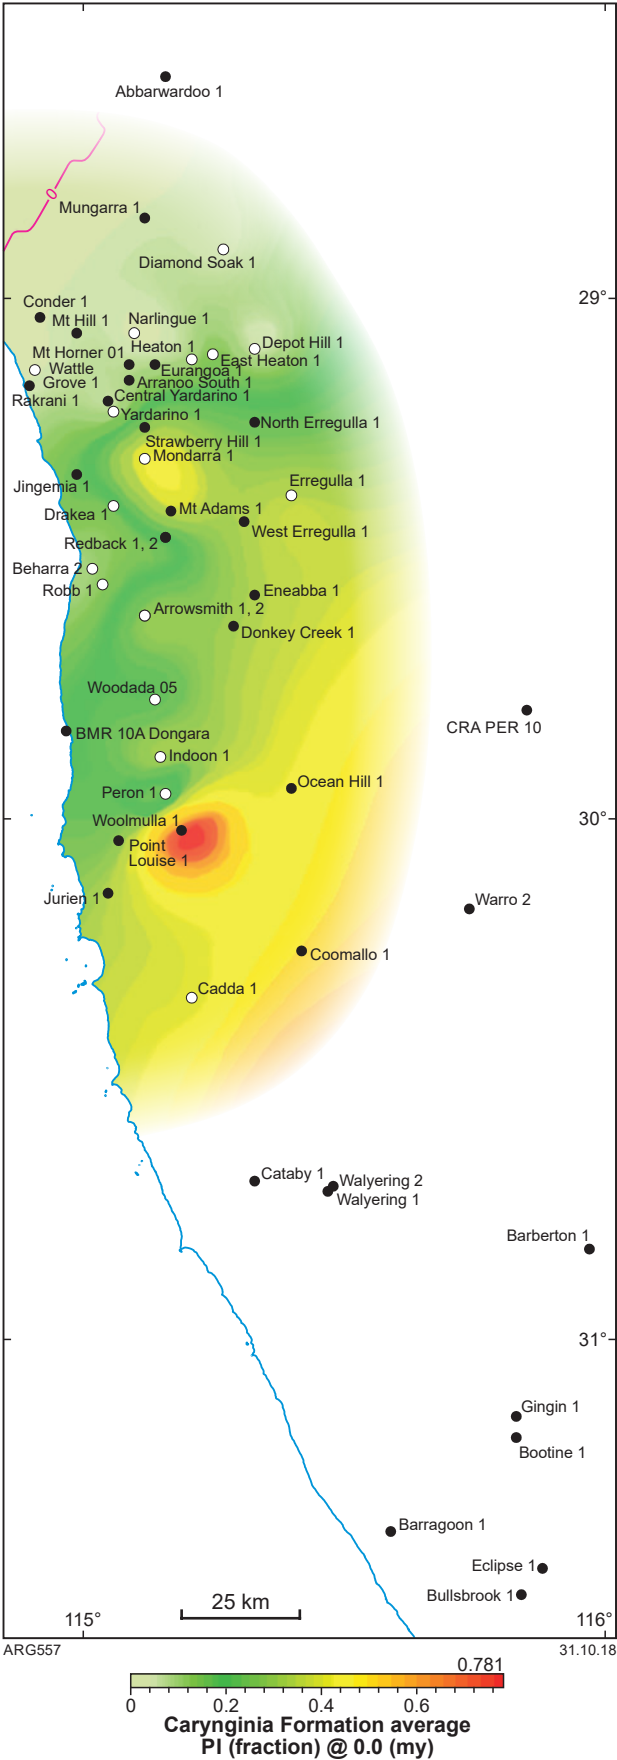 Abbarwardoo 1
0
Mungarra 1
Diamond Soak 1
29°
Conder 1
Mt Hill 1
Narlingue 1
Depot Hill 1
Mt Horner 01
Heaton 1
East Heaton 1
Wattle
Grove 1
Eurangoa 1
Arranoo South 1
Rakrani 1
Central Yardarino 1
Yardarino 1
North Erregulla 1
Strawberry Hill 1
Mondarra 1
Jingemia 1
Erregulla 1
Drakea 1
Mt Adams 1
West Erregulla 1
Redback 1, 2
Beharra 2
Robb 1
Eneabba 1
Arrowsmith 1, 2
Donkey Creek 1
Woodada 05
CRA PER 10
BMR 10A Dongara
Indoon 1
Ocean Hill 1
Peron 1
30°
Woolmulla 1
Point
Louise 1
Jurien 1
Warro 2
Coomallo 1
Cadda 1
Cataby 1
Walyering 2
Walyering 1
Barberton 1
31°
Gingin 1
Bootine 1
Barragoon 1
Eclipse 1
Bullsbrook 1
25 km
115°
116°
ARG557
31.10.18
0.781
0 0.2 0.4 0.6
Carynginia Formation average
PI (fraction) @ 0.0 (my)